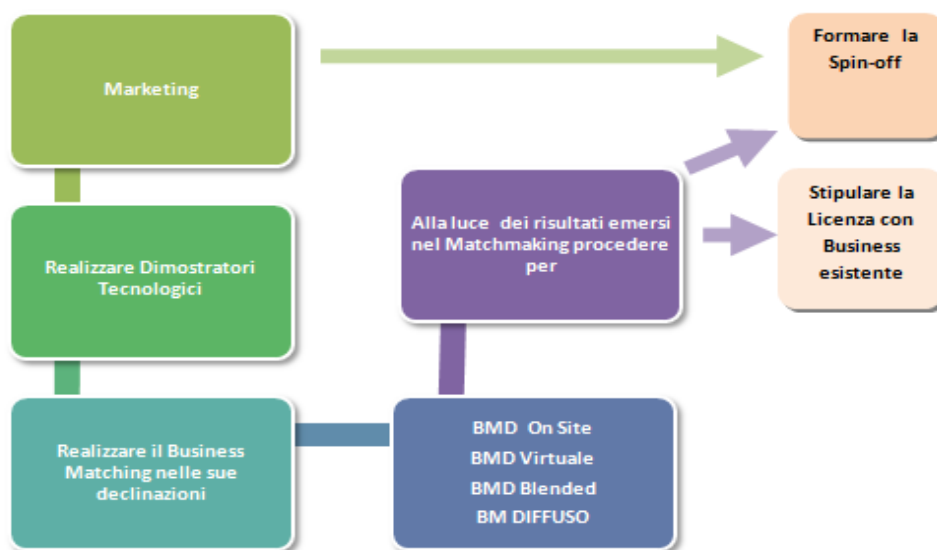 Marketing
Formare la
Spin-off
Realizzare Dimostratori
Tecnologici
Alla luce dei risultati emersi
nel Matchmaking procedere
per
Stipulare la
Licenza con
Business
esistente
Realizzare il Business
Matching nelle sue
declinazioni
BMD On Site
BMD Virtuale
BMD Blended
BM DIFFUSO